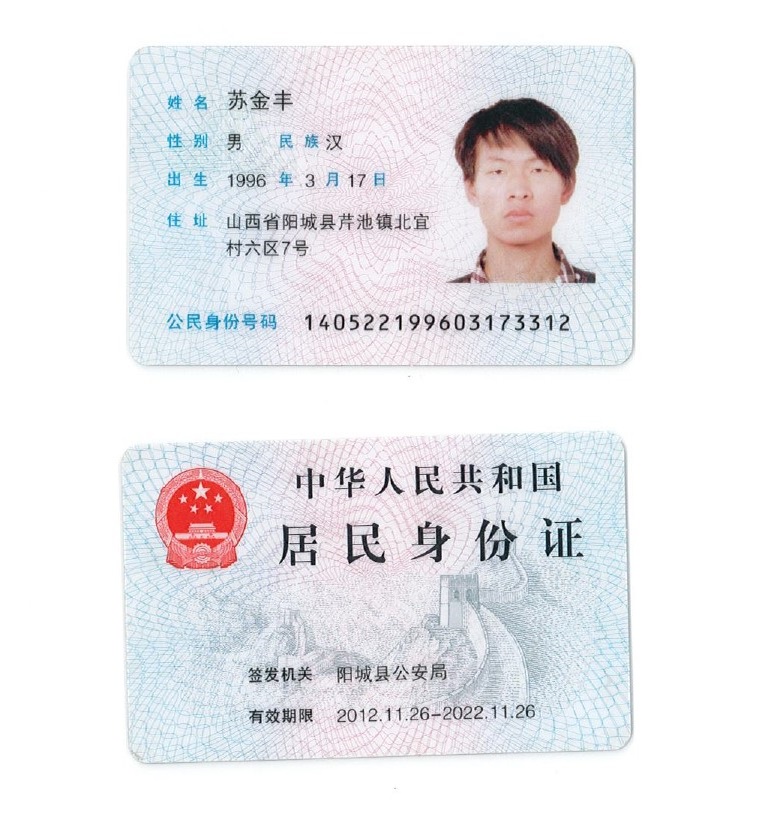 姓名 苏金丰
性别 男 民族 汉
出生 1996 年 3 月 17 日
住址 山西省阳城县芹池镇北宜
村六区7号
公民身份号码 140522199603173312
中华人民共和国
居民身份证
签发机关 阳城县公安局
有效期限 2012.11.26-2022.11.26